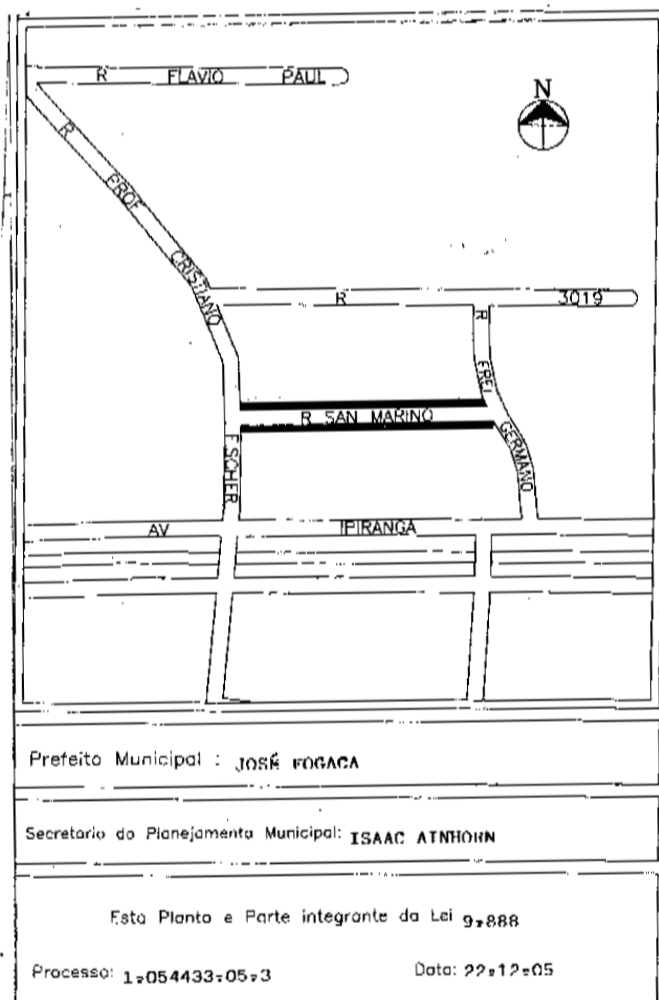 R FLAVIO PAUL
N
R PROF CRISTIANO FISCHER
R 3019
R FREI GERMANO
R SAN MARINO
AV IPIRANGA
Prefeito Municipal : JOSÉ FOGACA
Secretario do Planejamento Municipal: ISAAC AINHORN
Esta Planta e Parte integrante da Lei 9.888
Processo: 1.054433.05.3 Data: 22.12.05